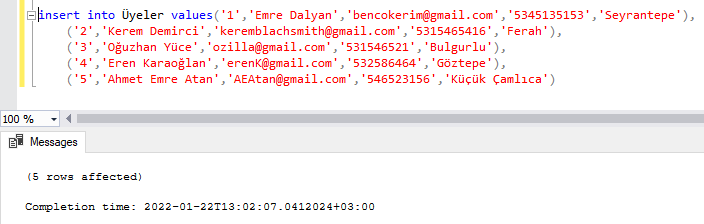 insert into Üyeler values('1','Emre Dalyan','bencokerim@gmail.com','5345135153','Seyrantepe'),
('2','Kerem Demirci','keremblachsmith@gmail.com','5315465416','Ferah'),
('3','Oğuzhan Yüce','ozilla@gmail.com','531546521','Bulgurlu'),
('4','Eren Karaoğlan','erenK@gmail.com','532586464','Göztepe'),
('5','Ahmet Emre Atan','AEAtan@gmail.com','546523156','Küçük Çamlıca')
100 %
Messages
(5 rows affected)
Completion time: 2022-01-22T13:02:07.0412024+03:00